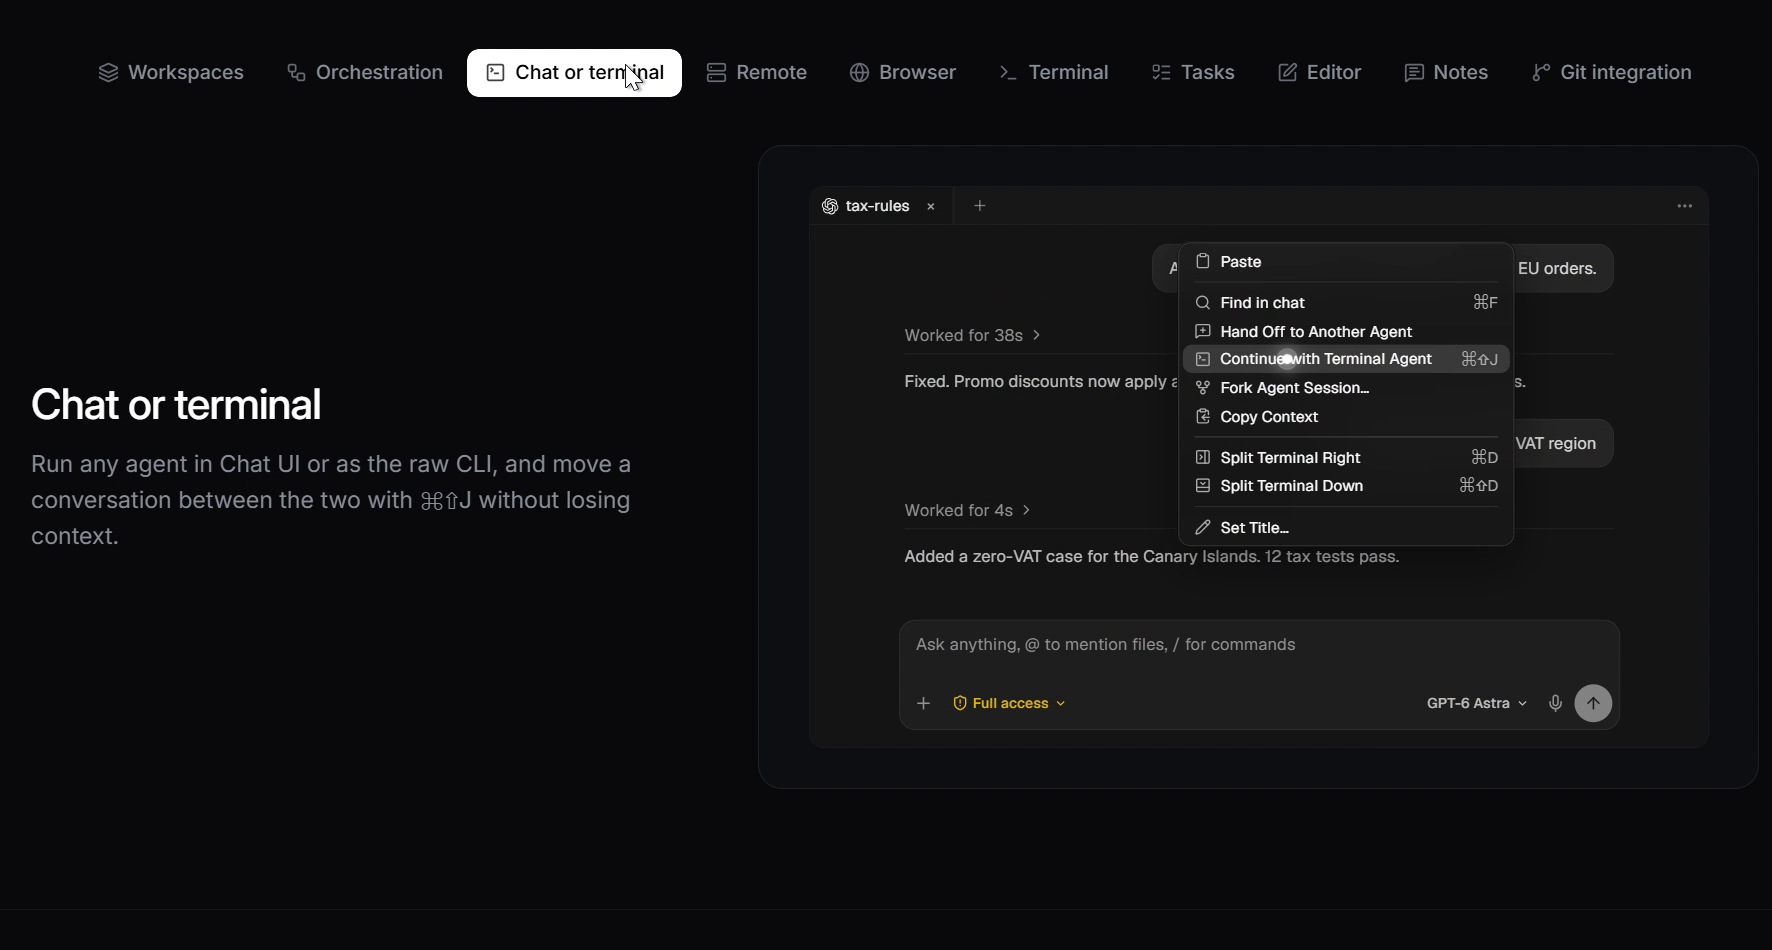 Workspaces
Orchestration
Chat or terminal
Remote
Browser
Terminal
Tasks
Editor
Notes
Git integration
Chat or terminal
Run any agent in Chat UI or as the raw CLI, and move a
conversation between the two with ⌘⇧J without losing
context.
tax-rules
EU orders.
Worked for 38s
Fixed. Promo discounts now apply
VAT region
Worked for 4s
Added a zero-VAT case for the Canary Islands. 12 tax tests pass.
Paste
Find in chat ⌘F
Hand Off to Another Agent
Continue with Terminal Agent ⌘⇧J
Fork Agent Session...
Copy Context
Split Terminal Right ⌘D
Split Terminal Down ⌘⇧D
Set Title...
Ask anything, @ to mention files, / for commands
Full access
GPT-6 Astra